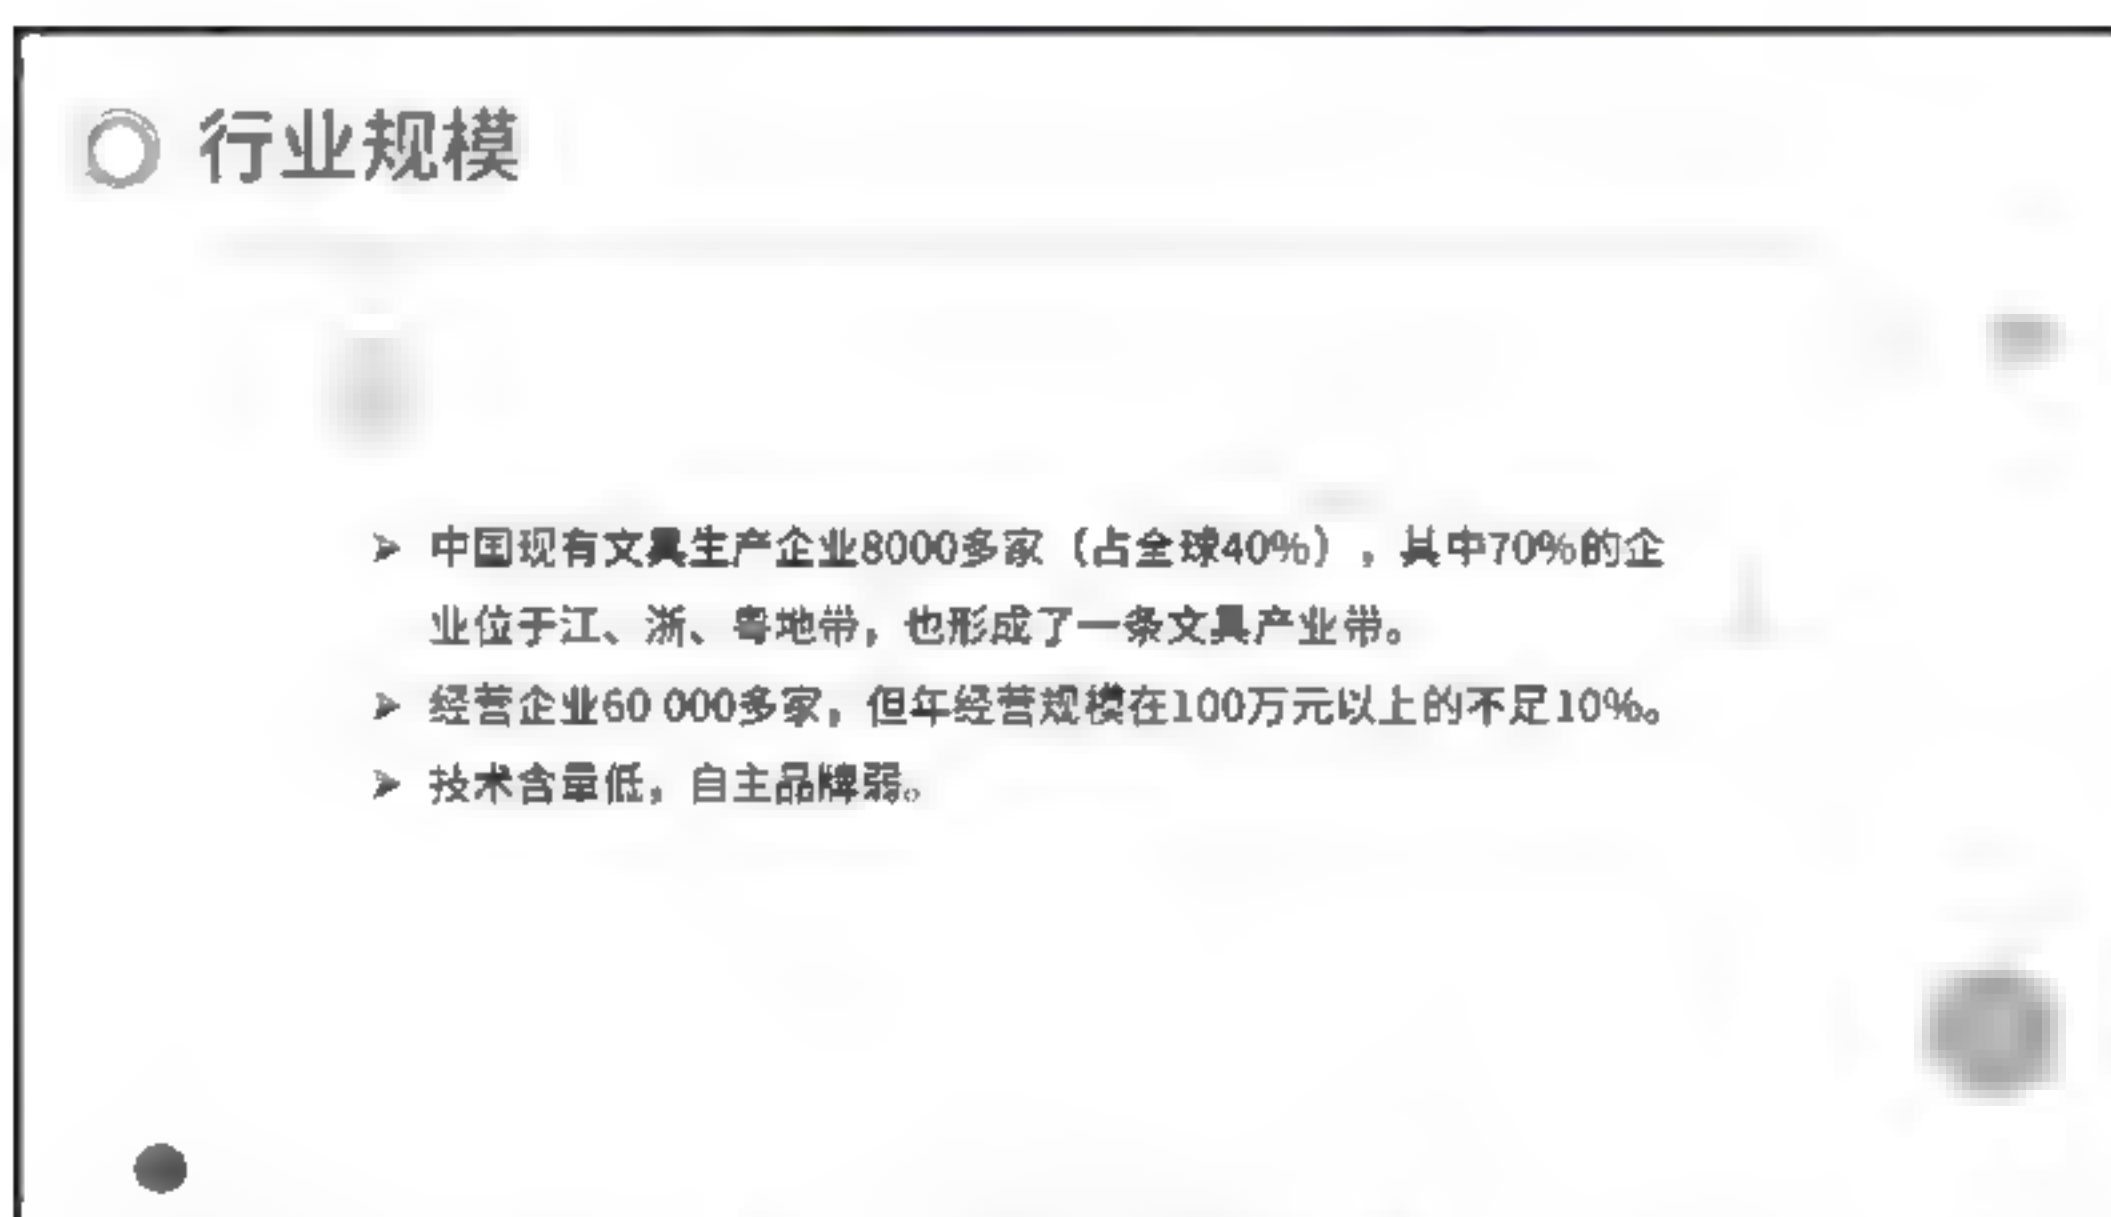 行业规模
➢ 中国现有文具生产企业8000多家（占全球40%），其中70%的企
业位于江、浙、粤地带，也形成了一条文具产业带。
➢ 经营企业60 000多家，但年经营规模在100万元以上的不足10%。
➢ 技术含量低，自主品牌弱。